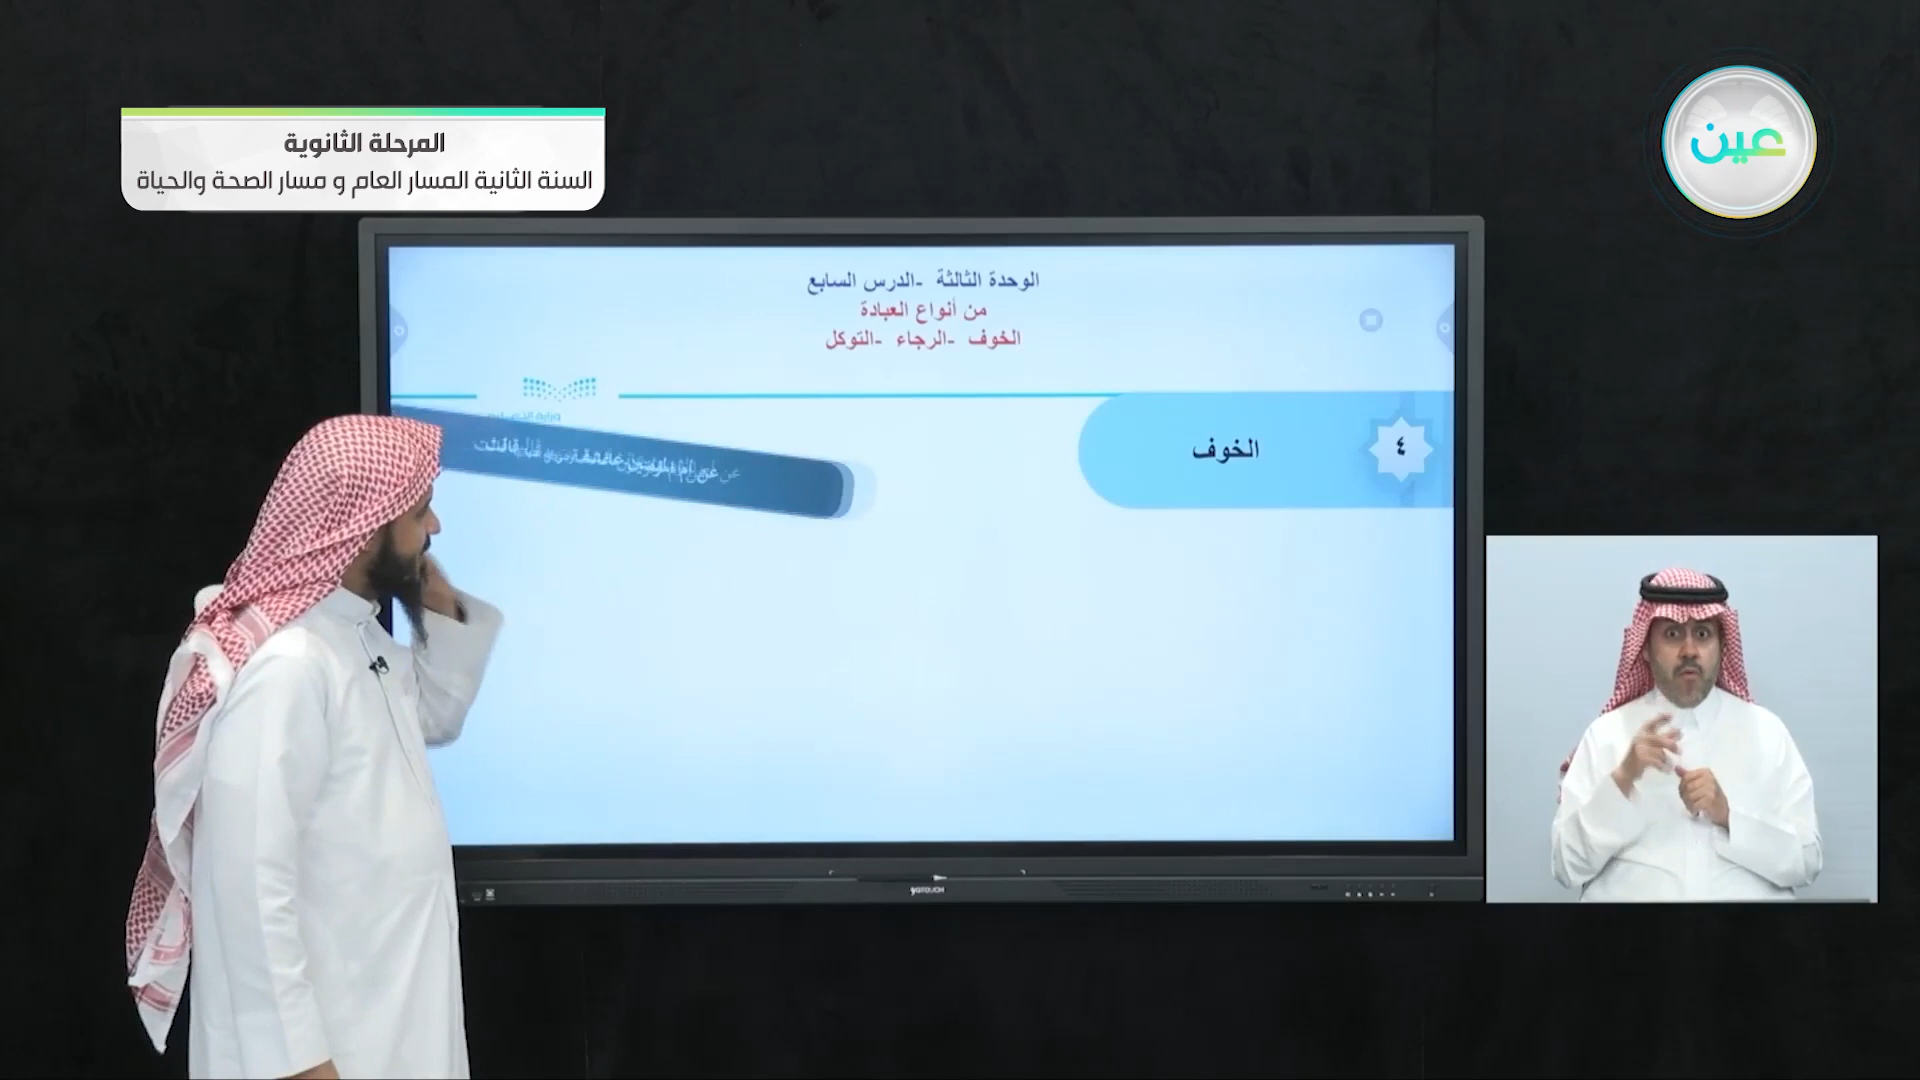 عين
المرحلة الثانوية
السنة الثانية المسار العام و مسار الصحة والحياة
الوحدة الثالثة -الدرس السابع
من أنواع العبادة
الخوف -الرجاء -التوكل
الخوف
٤